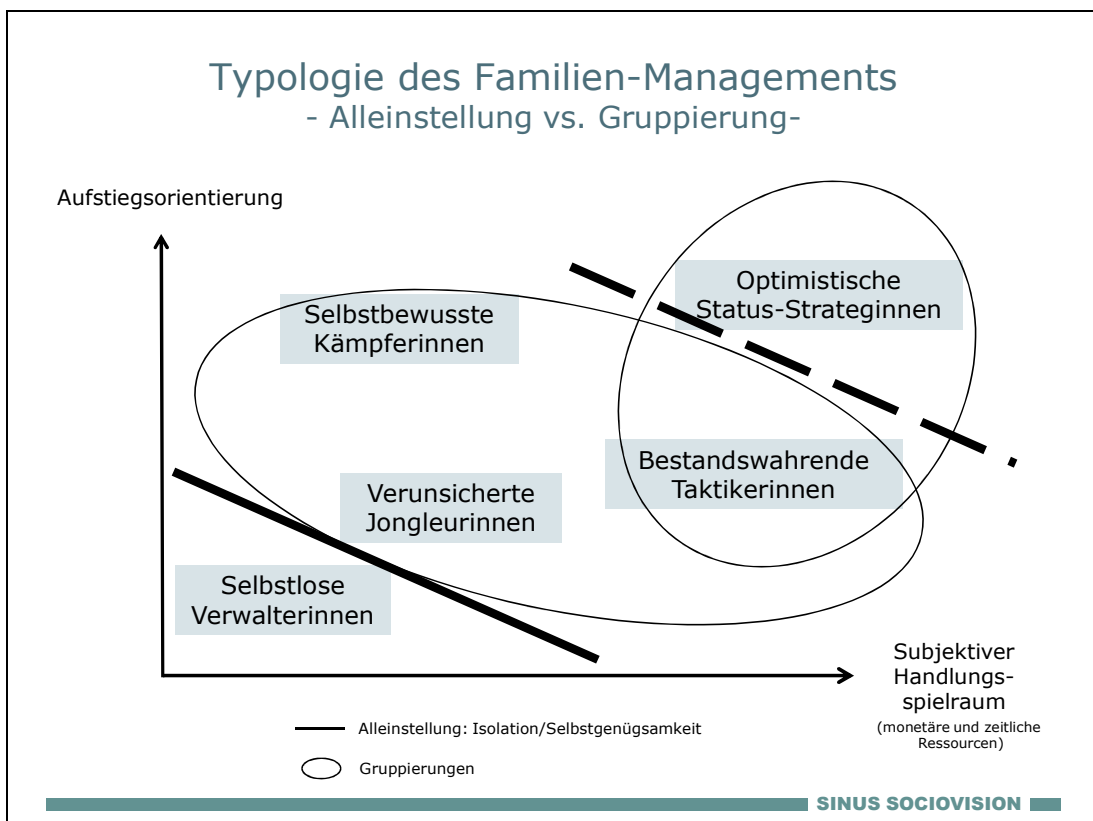 Typologie des Familien-Managements
- Alleinstellung vs. Gruppierung-
Aufstiegsorientierung
Optimistische
Status-Strateginnen
Selbstbewusste
Kämpferinnen
Bestandswahrende
Taktikerinnen
Verunsicherte
Jongleurinnen
Selbstlose
Verwalterinnen
Subjektiver
Handlungs-
spielraum
(monetäre und zeitliche
Ressourcen)
Alleinstellung: Isolation/Selbstgenügsamkeit
Gruppierungen
SINUS SOCIOVISION